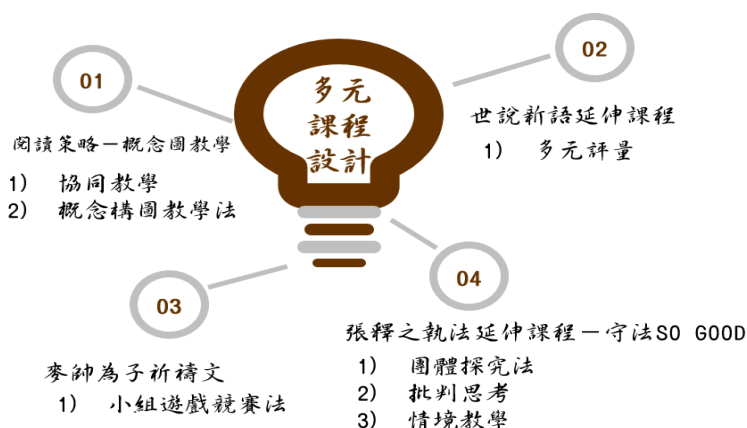 多元
課程
設計
01
閱讀策略－概念圖教學
1) 協同教學
2) 概念構圖教學法
02
世說新語延伸課程
1) 多元評量
03
麥帥為子祈禱文
1) 小組遊戲競賽法
04
張釋之執法延伸課程－守法SO GOOD
1) 團體探究法
2) 批判思考
3) 情境教學